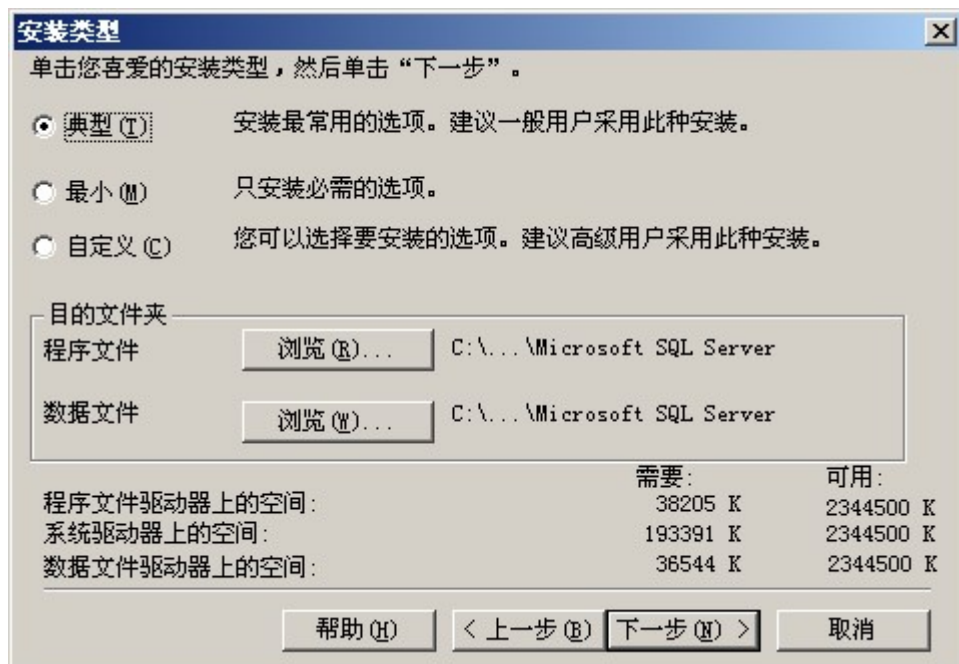 安装类型
单击您喜爱的安装类型，然后单击“下一步”。
典型(T) 安装最常用的选项。建议一般用户采用此种安装。
最小(M) 只安装必需的选项。
自定义(C) 您可以选择要安装的选项。建议高级用户采用此种安装。
目的文件夹
程序文件 浏览(R)... C:\...\Microsoft SQL Server
数据文件 浏览(W)... C:\...\Microsoft SQL Server
需要: 可用:
程序文件驱动器上的空间: 38205 K 2344500 K
系统驱动器上的空间: 193391 K 2344500 K
数据文件驱动器上的空间: 36544 K 2344500 K
帮助(H) < 上一步(B) 下一步(N) > 取消